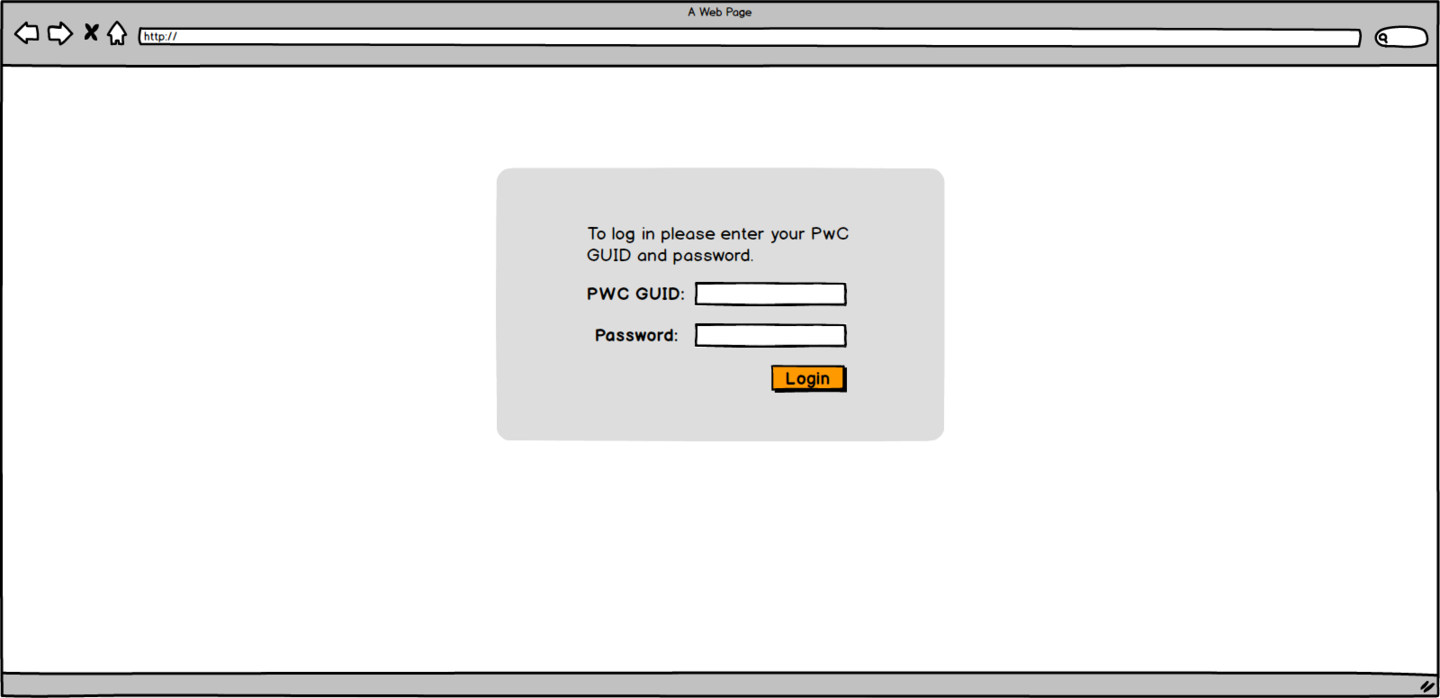 A Web Page
http://
To log in please enter your PwC
GUID and password.
PWC GUID:
Password:
Login